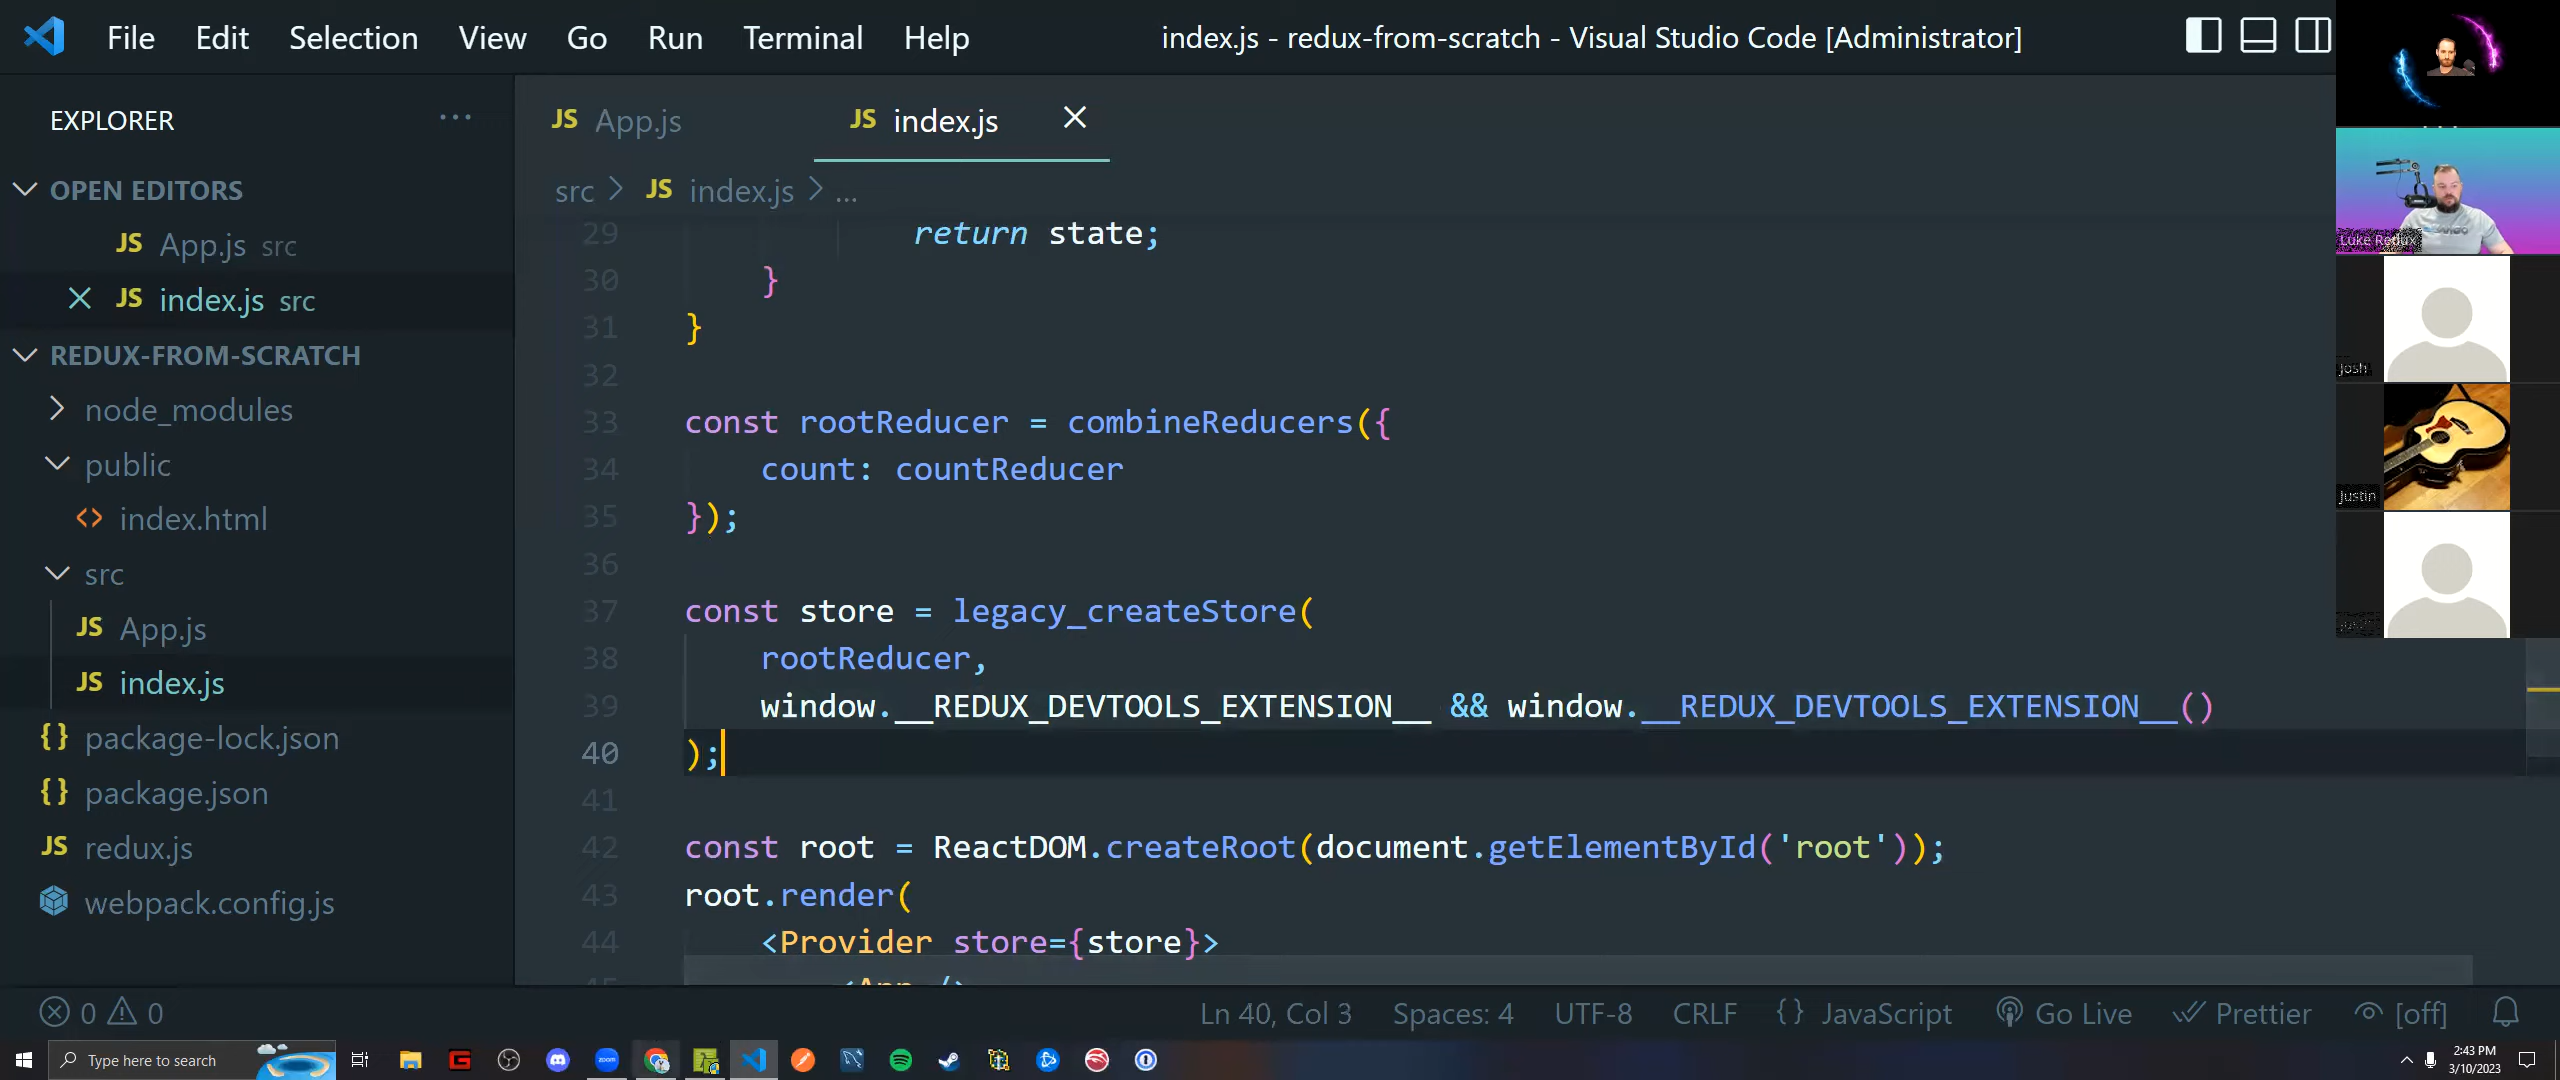 File Edit Selection View Go Run Terminal Help
index.js - redux-from-scratch - Visual Studio Code [Administrator]
EXPLORER
OPEN EDITORS
JS App.js src
JS index.js src
REDUX-FROM-SCRATCH
node_modules
public
index.html
src
JS App.js
JS index.js
{} package-lock.json
{} package.json
JS redux.js
webpack.config.js
JS App.js
JS index.js
src > JS index.js > ...
29 return state;
30 }
31 }
32
33 const rootReducer = combineReducers({
34 count: countReducer
35 });
36
37 const store = legacy_createStore(
38 rootReducer,
39 window.__REDUX_DEVTOOLS_EXTENSION__ && window.__REDUX_DEVTOOLS_EXTENSION__()
40 );
41
42 const root = ReactDOM.createRoot(document.getElementById('root'));
43 root.render(
44 <Provider store={store}>
Luke Redux
Josh
Justin
0 0
Ln 40, Col 3
Spaces: 4
UTF-8
CRLF
{} JavaScript
Go Live
Prettier
[off]
Type here to search
zoom
2:43 PM
3/10/2023